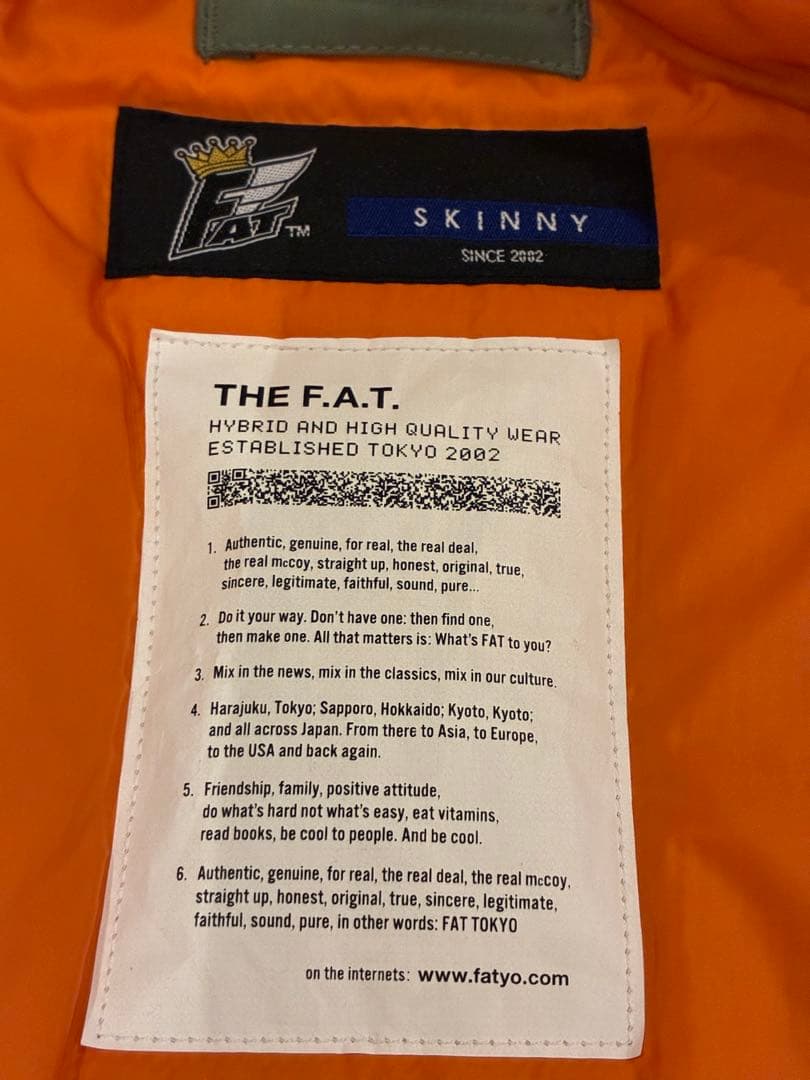 FAT™
SKINNY
SINCE 2002
THE F.A.T.
HYBRID AND HIGH QUALITY WEAR
ESTABLISHED TOKYO 2002
1. Authentic, genuine, for real, the real deal,
the real mccoy, straight up, honest, original, true,
sincere, legitimate, faithful, sound, pure...
2. Do it your way. Don't have one: then find one,
then make one. All that matters is: What's FAT to you?
3. Mix in the news, mix in the classics, mix in our culture.
4. Harajuku, Tokyo; Sapporo, Hokkaido; Kyoto, Kyoto;
and all across Japan. From there to Asia, to Europe,
to the USA and back again.
5. Friendship, family, positive attitude,
do what's hard not what's easy, eat vitamins,
read books, be cool to people. And be cool.
6. Authentic, genuine, for real, the real deal, the real mccoy,
straight up, honest, original, true, sincere, legitimate,
faithful, sound, pure, in other words: FAT TOKYO
on the internets: www.fatyo.com